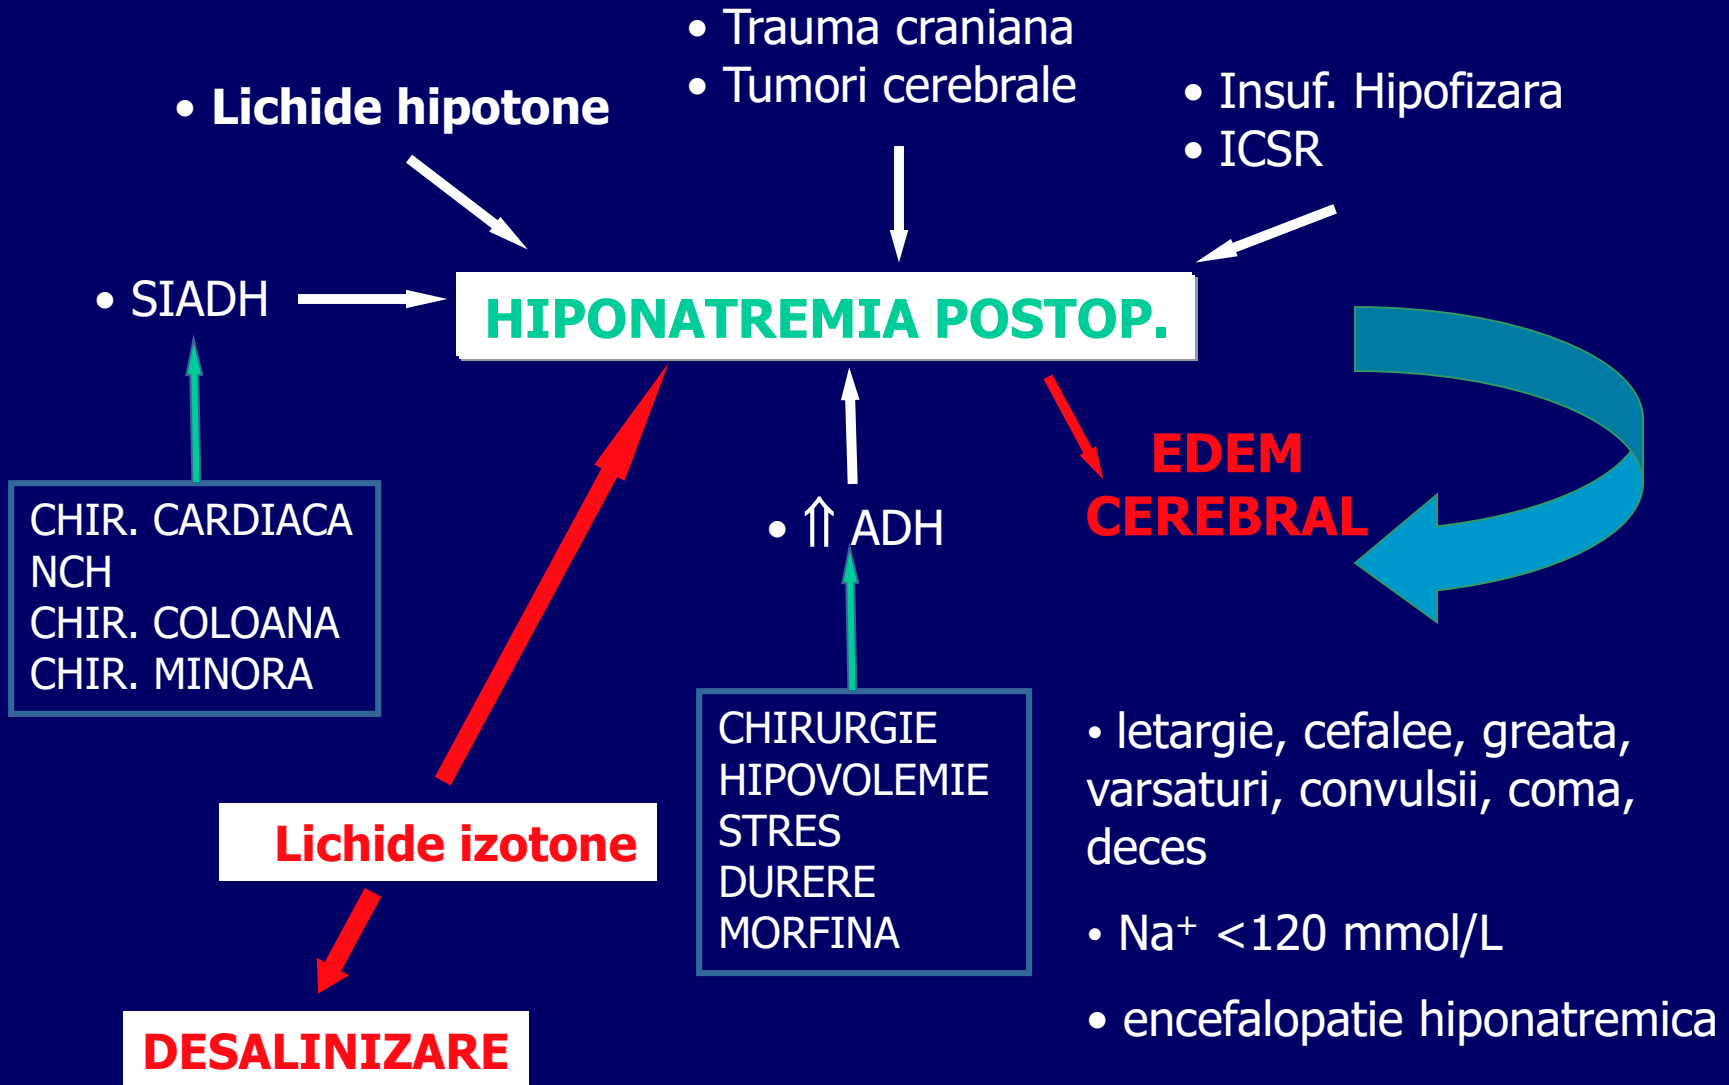 • Trauma craniana
• Tumori cerebrale
• Lichide hipotone
• Insuf. Hipofizara
• ICSR
• SIADH
HIPONATREMIA POSTOP.
EDEM
CEREBRAL
CHIR. CARDIACA
NCH
CHIR. COLOANA
CHIR. MINORA
• ⇑ ADH
CHIRURGIE
HIPOVOLEMIE
STRES
DURERE
MORFINA
Lichide izotone
DESALINIZARE
• letargie, cefalee, greata,
varsaturi, convulsii, coma,
deces
• Na⁺ <120 mmol/L
• encefalopatie hiponatremica